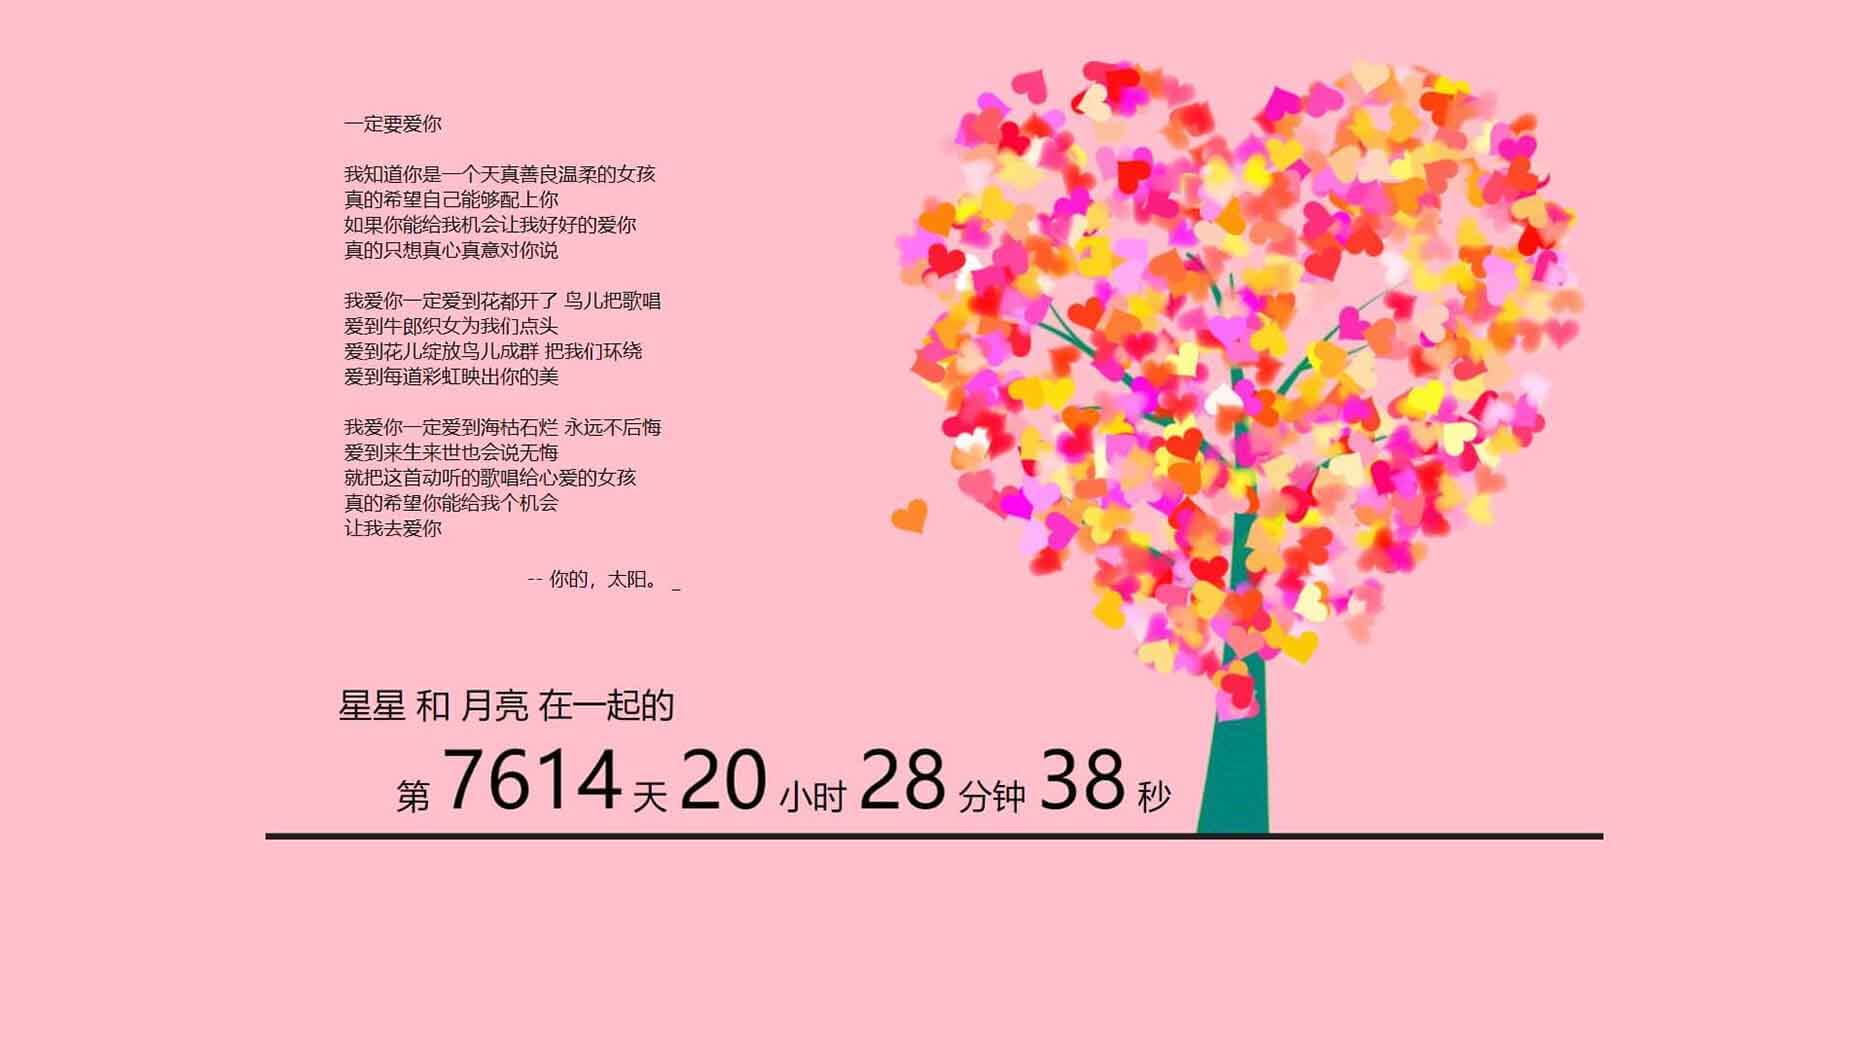 一定要爱你
我知道你是一个天真善良温柔的女孩
真的希望自己能够配上你
如果你能给我机会让我好好的爱你
真的只想真心真意对你说
我爱你一定爱到花都开了 鸟儿把歌唱
爱到牛郎织女为我们点头
爱到花儿绽放鸟儿成群 把我们环绕
爱到每道彩虹映出你的美
我爱你一定爱到海枯石烂 永远不后悔
爱到来生来世也会说无悔
就把这首动听的歌唱给心爱的女孩
真的希望你能给我个机会
让我去爱你
-- 你的，太阳。 _
星星 和 月亮 在一起的
第 7614 天 20 小时 28 分钟 38 秒